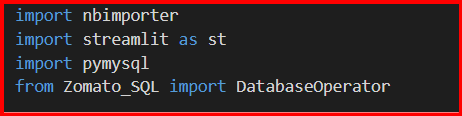 import nbimporter
import streamlit as st
import pymysql
from Zomato_SQL import DatabaseOperator